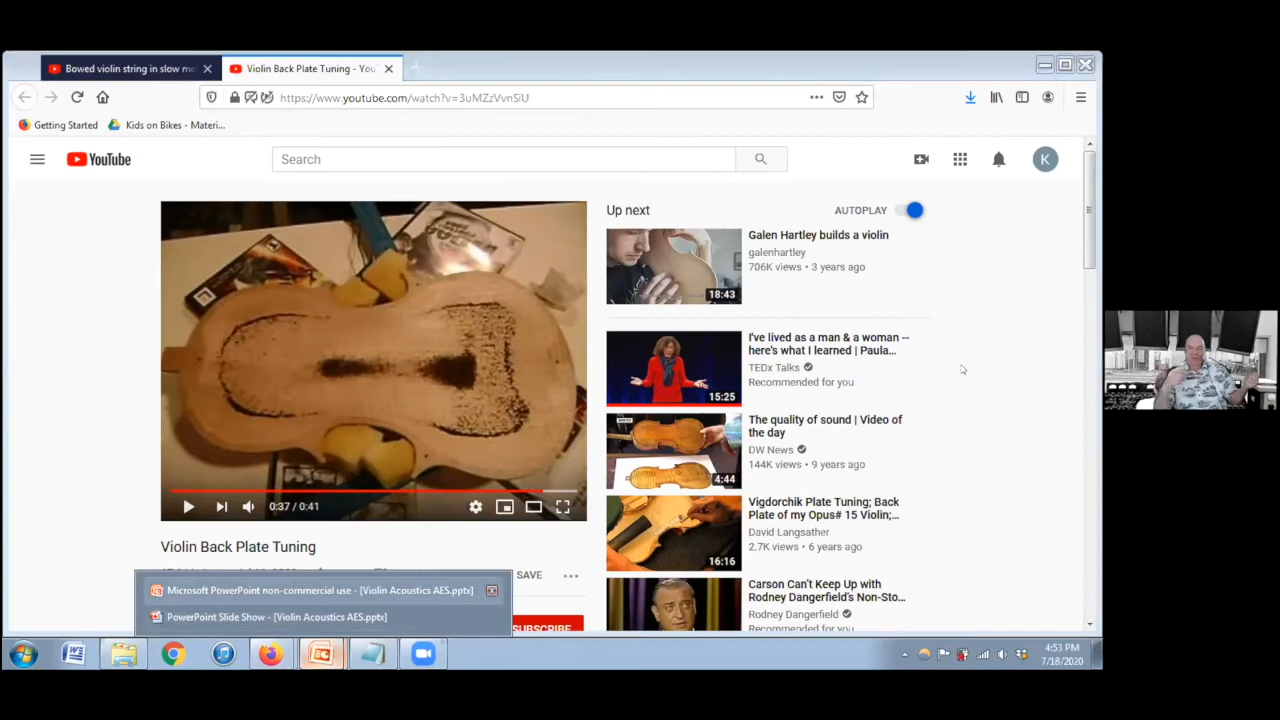 Bowed violin string in slow mo
Violin Back Plate Tuning - You
https://www.youtube.com/watch?v=3uMZzVvnSiU
Getting Started
Kids on Bikes - Materi...
YouTube
Search
K
Up next
AUTOPLAY
Galen Hartley builds a violin
galenhartley
706K views • 3 years ago
18:43
I've lived as a man & a woman --
here's what I learned | Paula...
TEDx Talks
Recommended for you
15:25
The quality of sound | Video of
the day
DW News
144K views • 9 years ago
4:44
Vigdorchik Plate Tuning; Back
Plate of my Opus# 15 Violin;...
David Langsather
2.7K views • 6 years ago
16:16
Carson Can't Keep Up with
Rodney Dangerfield's Non-Sto...
Rodney Dangerfield
Recommended for you
0:37 / 0:41
Violin Back Plate Tuning
SAVE
SUBSCRIBE
Microsoft PowerPoint non-commercial use - [Violin Acoustics AES.pptx]
PowerPoint Slide Show - [Violin Acoustics AES.pptx]
4:53 PM
7/18/2020